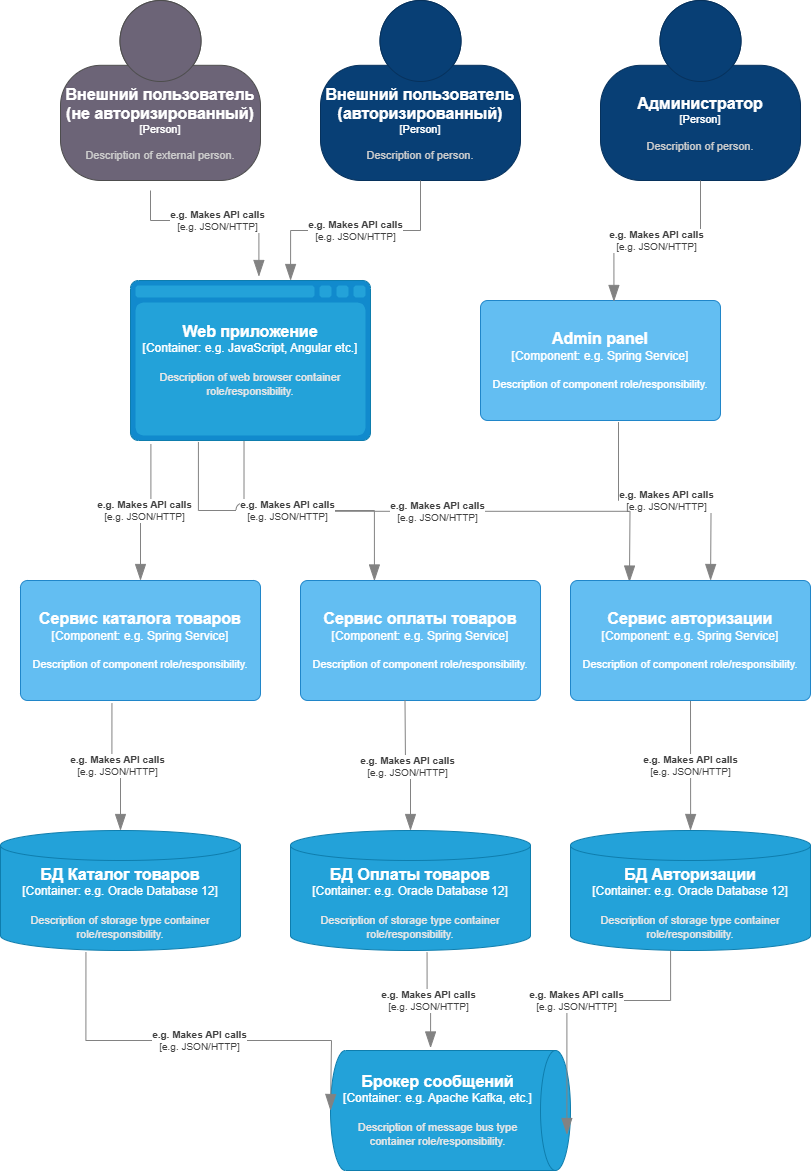 Внешний пользователь
(не авторизированный)
[Person]
Description of external person.
Внешний пользователь
(авторизированный)
[Person]
Description of person.
Администратор
[Person]
Description of person.
e.g. Makes API calls
[e.g. JSON/HTTP]
e.g. Makes API calls
[e.g. JSON/HTTP]
e.g. Makes API calls
[e.g. JSON/HTTP]
Web приложение
[Container: e.g. JavaScript, Angular etc.]
Description of web browser container
role/responsibility.
Admin panel
[Component: e.g. Spring Service]
Description of component role/responsibility.
e.g. Makes API calls
[e.g. JSON/HTTP]
e.g. Makes API calls
[e.g. JSON/HTTP]
e.g. Makes API calls
[e.g. JSON/HTTP]
e.g. Makes API calls
[e.g. JSON/HTTP]
Сервис каталога товаров
[Component: e.g. Spring Service]
Description of component role/responsibility.
Сервис оплаты товаров
[Component: e.g. Spring Service]
Description of component role/responsibility.
Сервис авторизации
[Component: e.g. Spring Service]
Description of component role/responsibility.
e.g. Makes API calls
[e.g. JSON/HTTP]
e.g. Makes API calls
[e.g. JSON/HTTP]
e.g. Makes API calls
[e.g. JSON/HTTP]
БД Каталог товаров
[Container: e.g. Oracle Database 12]
Description of storage type container
role/responsibility.
БД Оплаты товаров
[Container: e.g. Oracle Database 12]
Description of storage type container
role/responsibility.
БД Авторизации
[Container: e.g. Oracle Database 12]
Description of storage type container
role/responsibility.
e.g. Makes API calls
[e.g. JSON/HTTP]
e.g. Makes API calls
[e.g. JSON/HTTP]
e.g. Makes API calls
[e.g. JSON/HTTP]
Брокер сообщений
[Container: e.g. Apache Kafka, etc.]
Description of message bus type
container role/responsibility.